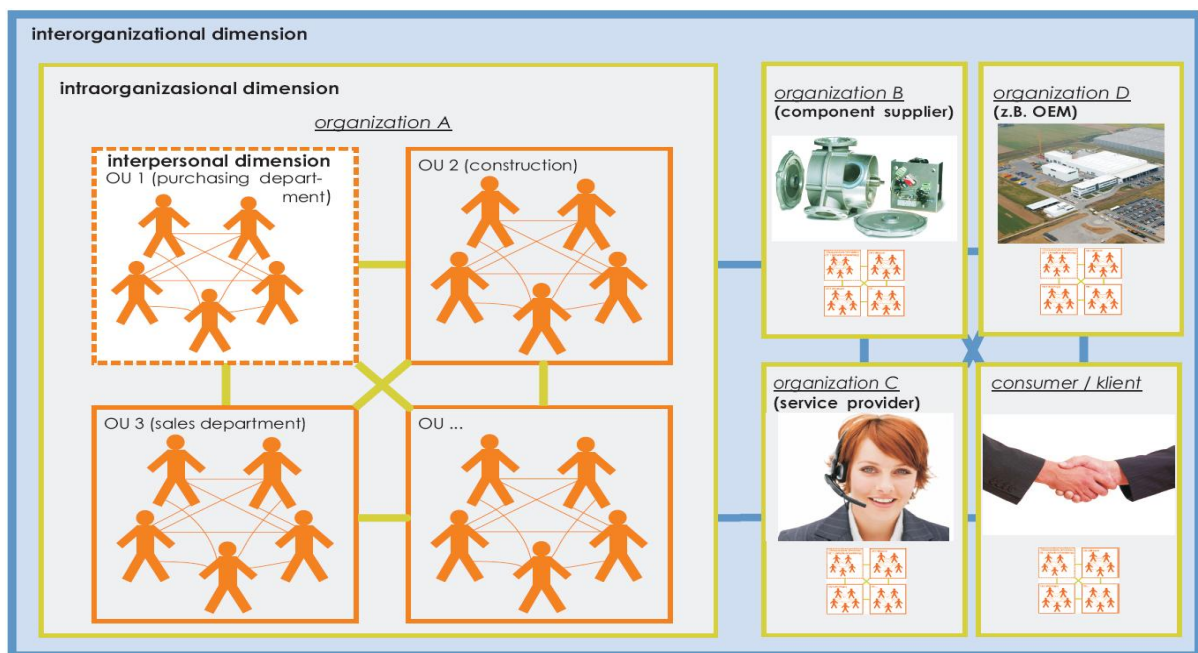 interorganizational dimension
intraorganizasional dimension
organization A
interpersonal dimension
OU 1 (purchasing depart-
ment)
OU 2 (construction)
OU 3 (sales department)
OU ...
organization B
(component supplier)
organization D
(z.B. OEM)
organization C
(service provider)
consumer / klient